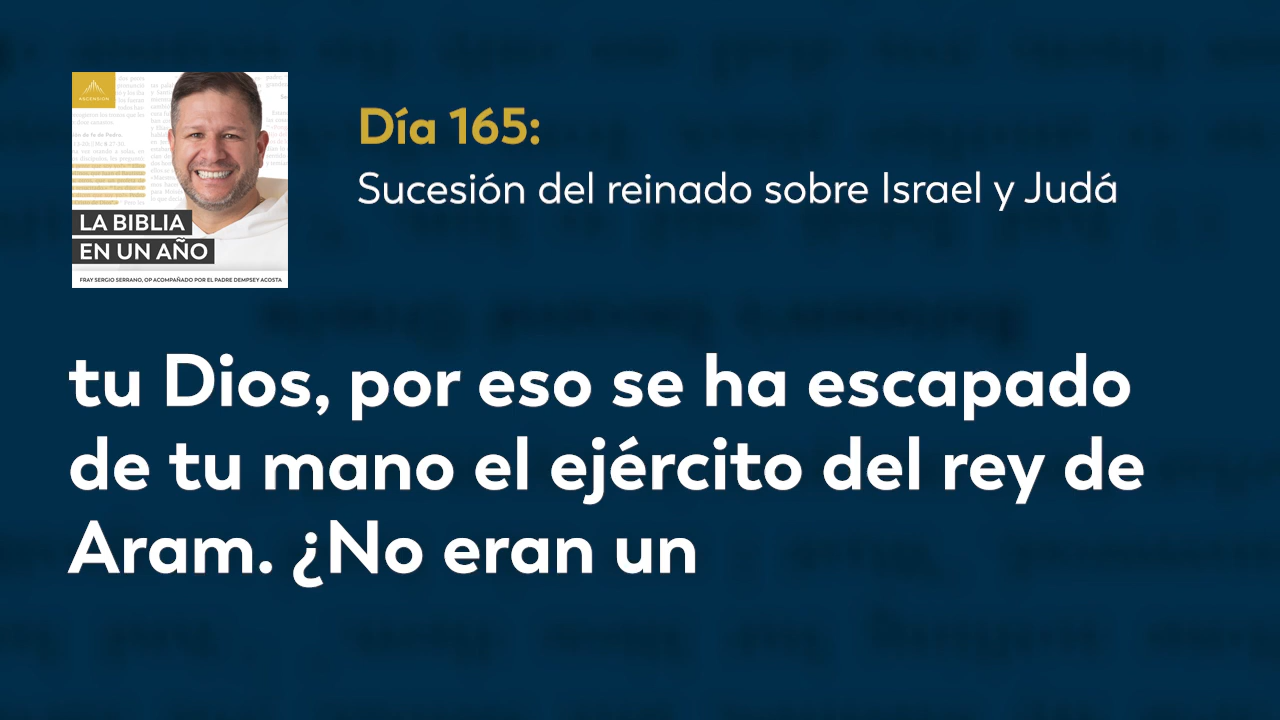 ASCENSION
LA BIBLIA
EN UN AÑO
FRAY SERGIO SERRANO, OP ACOMPAÑADO POR EL PADRE DEMPSEY ACOSTA
Día 165:
Sucesión del reinado sobre Israel y Judá
tu Dios, por eso se ha escapado
de tu mano el ejército del rey de
Aram. ¿No eran un